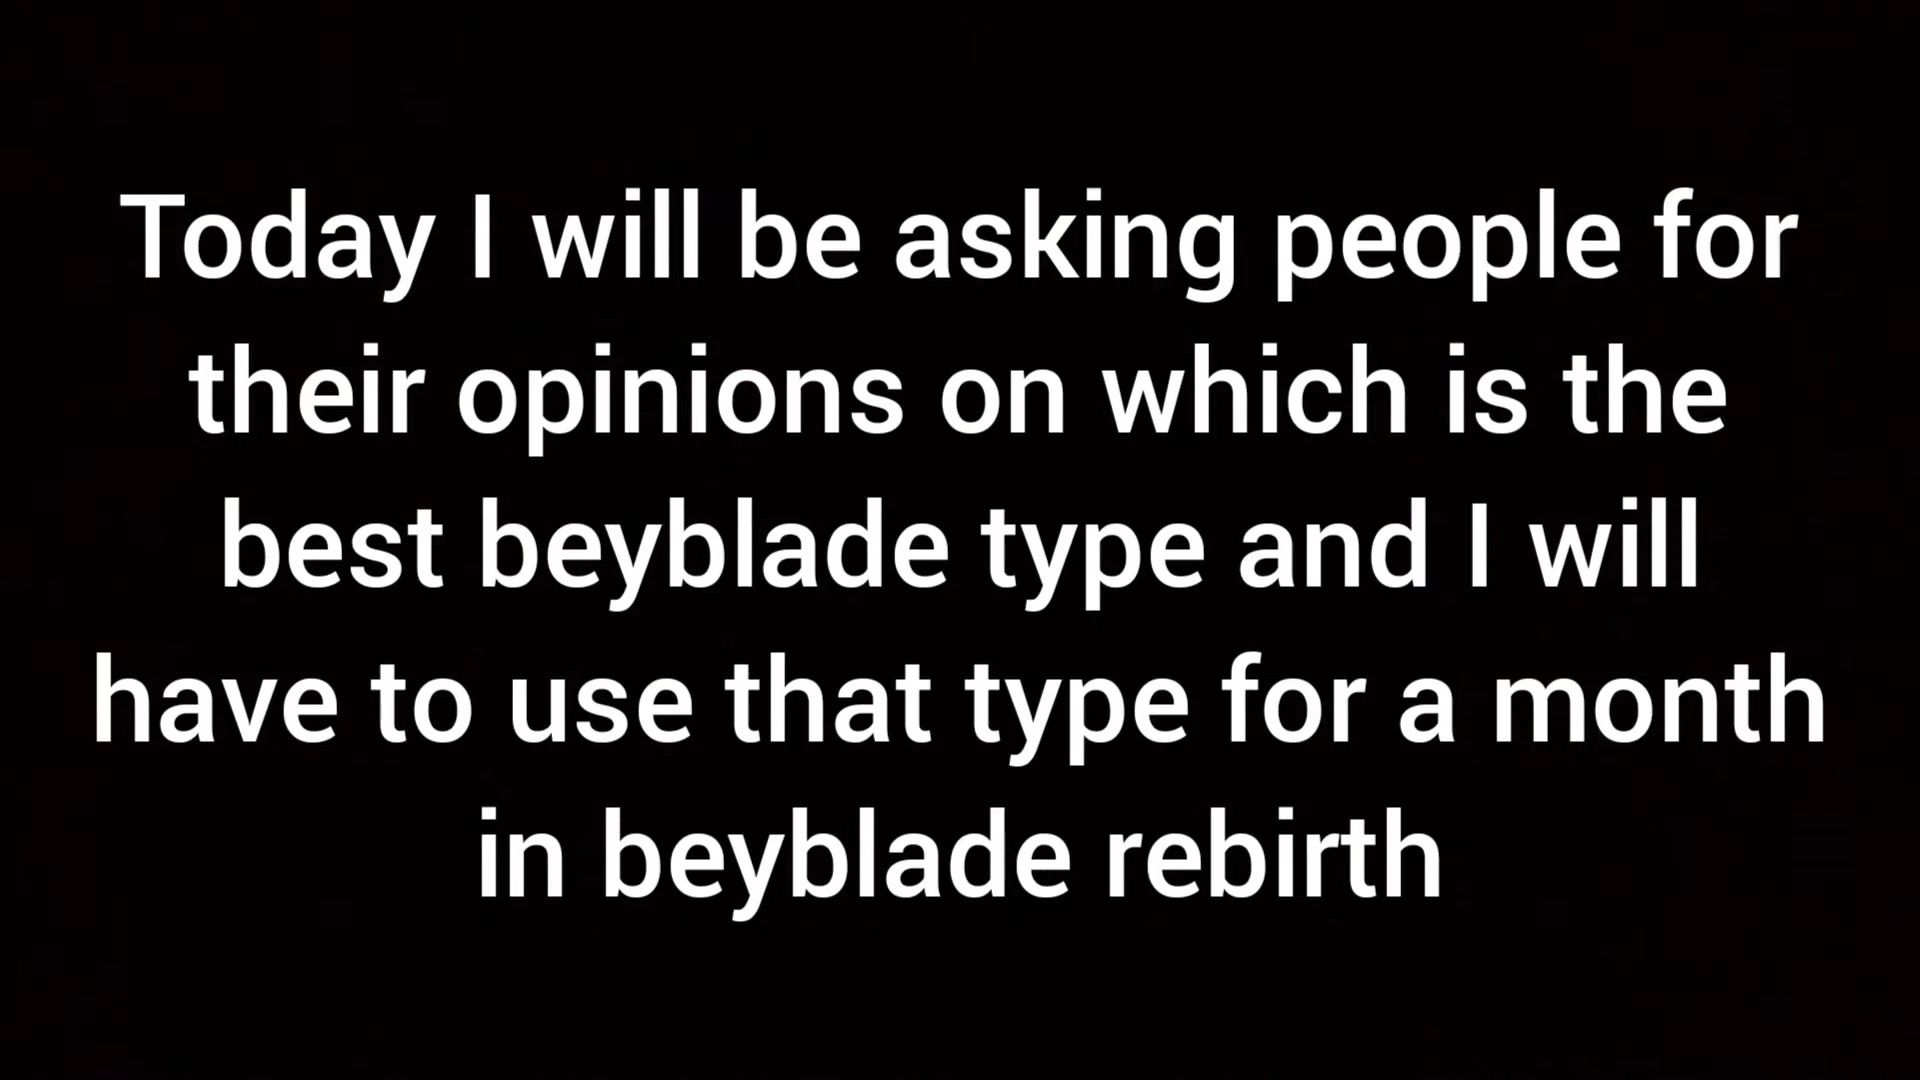 Today I will be asking people for
their opinions on which is the
best beyblade type and I will
have to use that type for a month
in beyblade rebirth